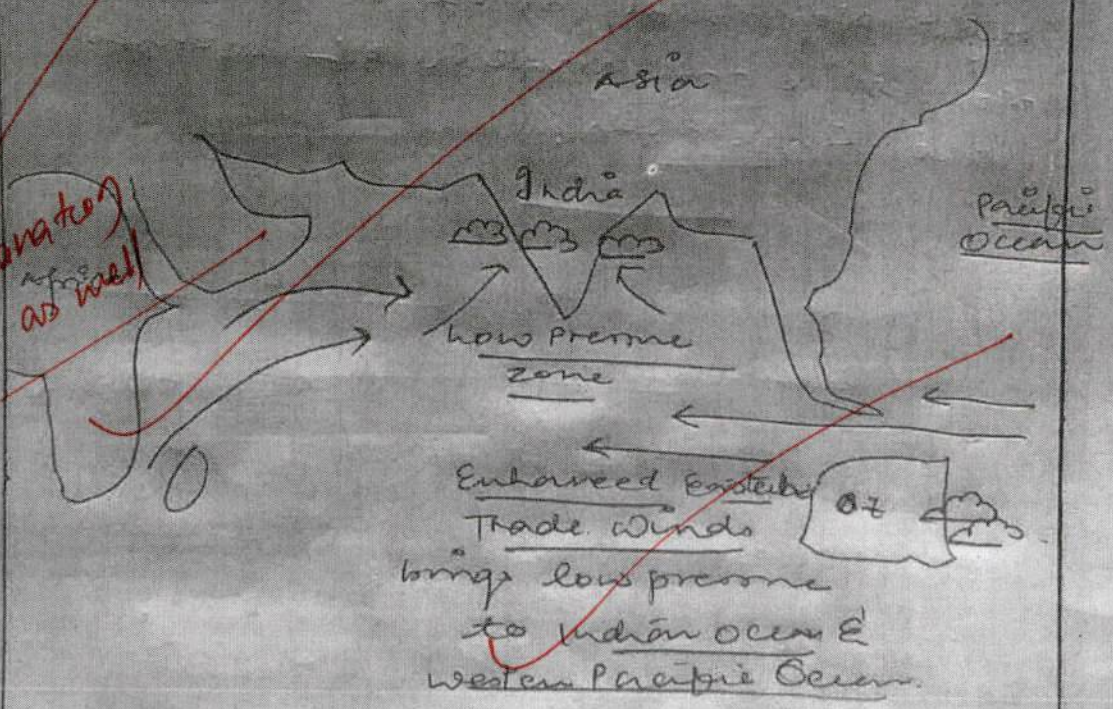 Asia
India
Pacific
Ocean
Africa
as well
Low Pressure
zone
Enhanced Easterly
Trade Winds
OZ
brings low pressure
to Indian Ocean &
Western Pacific Ocean.